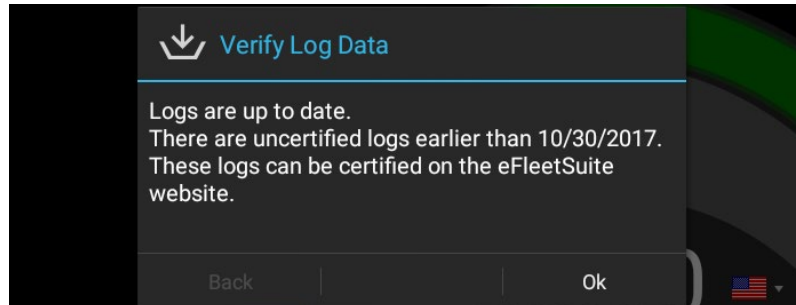 Verify Log Data
Logs are up to date.
There are uncertified logs earlier than 10/30/2017.
These logs can be certified on the eFleetSuite
website.
Back
Ok